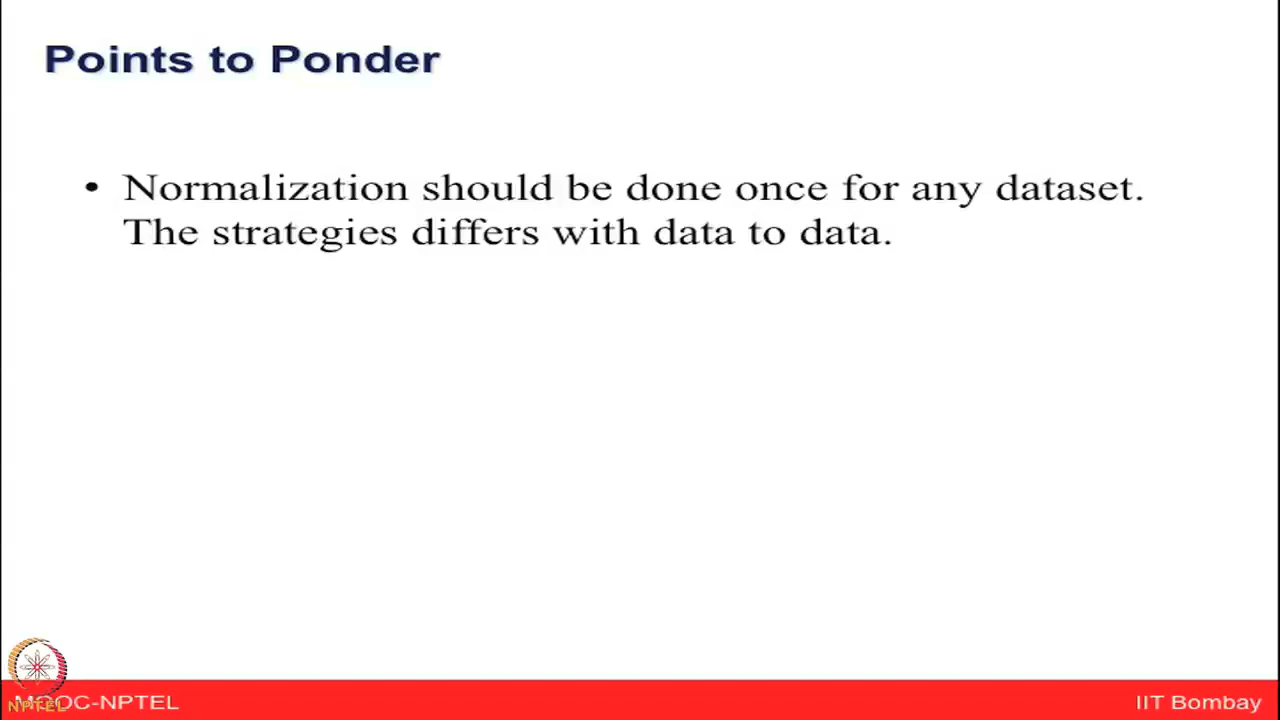 Points to Ponder
• Normalization should be done once for any dataset.
The strategies differs with data to data.
NPTEL
MOOC-NPTEL
IIT Bombay